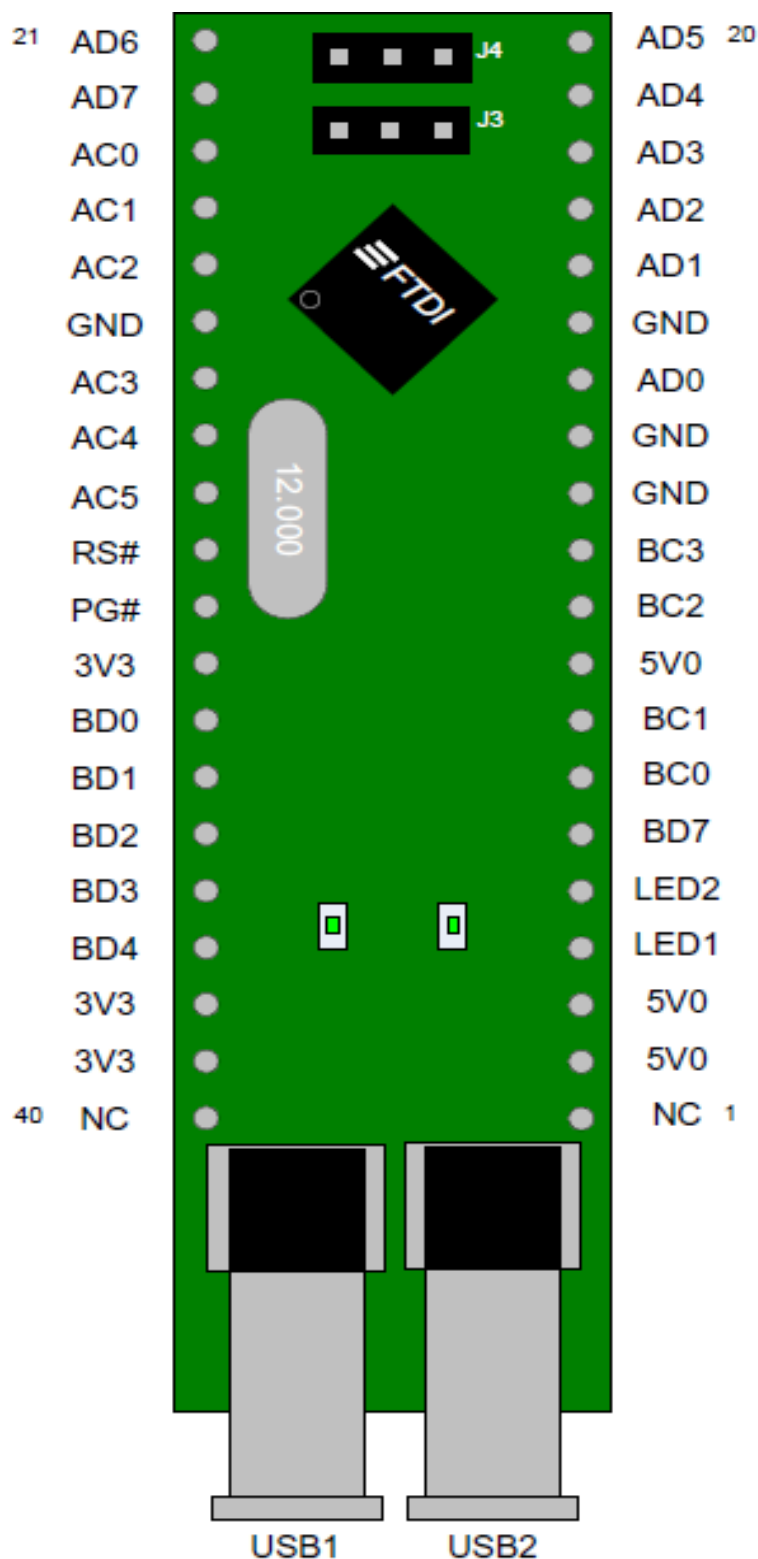 21 AD6 J4 AD5 20
AD7 J3 AD4
AC0 AD3
AC1 AD2
AC2 FTDI AD1
GND GND
AC3 AD0
AC4 GND
AC5 12.000 GND
RS# BC3
PG# BC2
3V3 5V0
BD0 BC1
BD1 BC0
BD2 BD7
BD3 LED2
BD4 LED1
3V3 5V0
3V3 5V0
40 NC NC 1
USB1 USB2